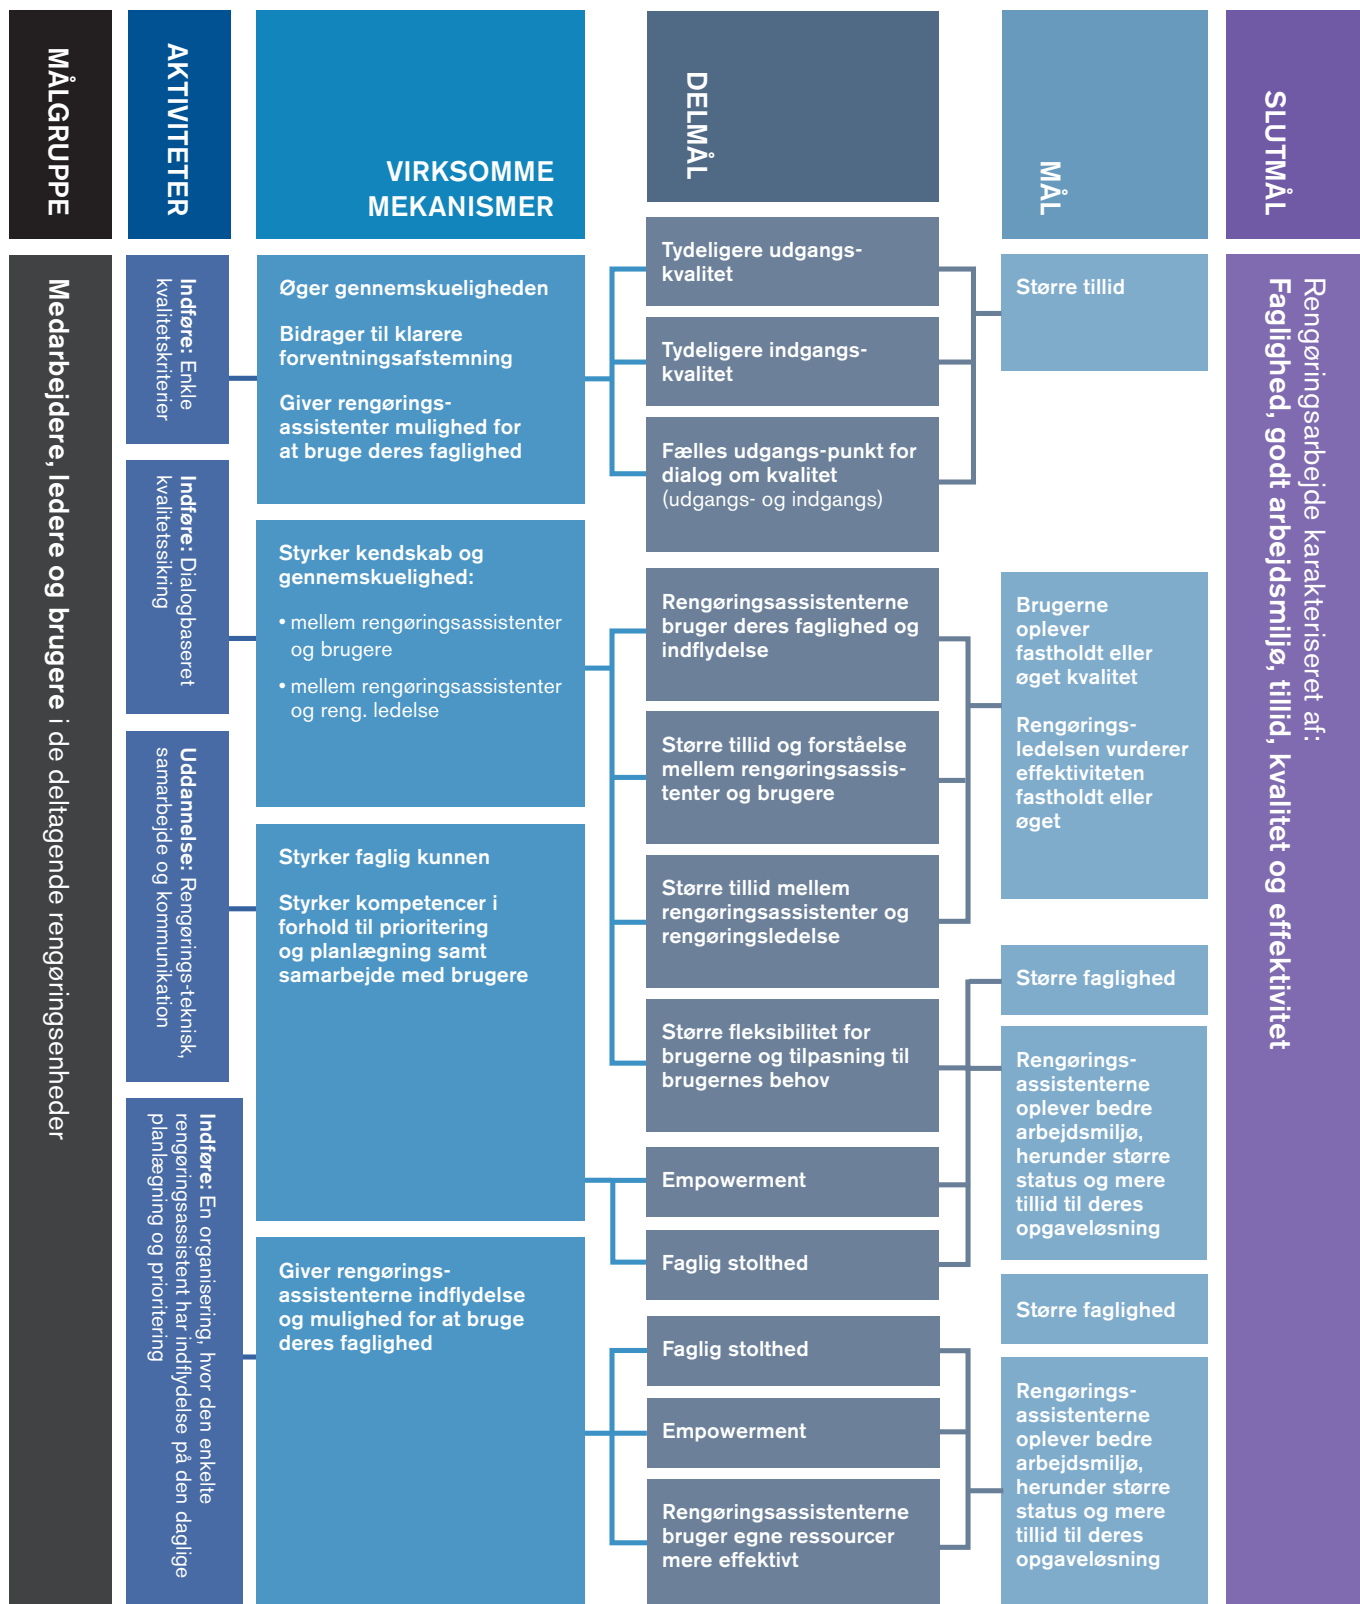 MÅLGRUPPE
Medarbejdere, ledere og brugere i de deltagende rengøringsenheder
AKTIVITETER
Indføre: Enkle
kvalitetskriterier
Indføre: Dialogbaseret
kvalitetssikring
Uddannelse: Rengørings-teknisk,
samarbejde og kommunikation
Indføre: En organisering, hvor den enkelte
rengøringsassistent har indflydelse på den daglige
planlægning og prioritering
VIRKSOMME
MEKANISMER
Øger gennemskueligheden
Bidrager til klarere
forventningsafstemning
Giver rengørings-
assistenter mulighed for
at bruge deres faglighed
Styrker kendskab og
gennemskuelighed:
• mellem rengøringsassistenter
og brugere
• mellem rengøringsassistenter
og reng. ledelse
Styrker faglig kunnen
Styrker kompetencer i
forhold til prioritering
og planlægning samt
samarbejde med brugere
Giver rengørings-
assistenterne indflydelse
og mulighed for at bruge
deres faglighed
DELMÅL
Tydeligere udgangs-
kvalitet
Tydeligere indgangs-
kvalitet
Fælles udgangs-punkt for
dialog om kvalitet
(udgangs- og indgangs)
Rengøringsassistenterne
bruger deres faglighed og
indflydelse
Større tillid og forståelse
mellem rengøringsassis-
tenter og brugere
Større tillid mellem
rengøringsassistenter og
rengøringsledelse
Større fleksibilitet for
brugerne og tilpasning til
brugernes behov
Empowerment
Faglig stolthed
Faglig stolthed
Empowerment
Rengøringsassistenterne
bruger egne ressourcer
mere effektivt
MÅL
Større tillid
Brugerne
oplever
fastholdt eller
øget kvalitet
Rengørings-
ledelsen vurderer
effektiviteten
fastholdt eller
øget
Større faglighed
Rengørings-
assistenterne
oplever bedre
arbejdsmiljø,
herunder større
status og mere
tillid til deres
opgaveløsning
Større faglighed
Rengørings-
assistenterne
oplever bedre
arbejdsmiljø,
herunder større
status og mere
tillid til deres
opgaveløsning
SLUTMÅL
Rengøringsarbejde karakteriseret af:
Faglighed, godt arbejdsmiljø, tillid, kvalitet og effektivitet